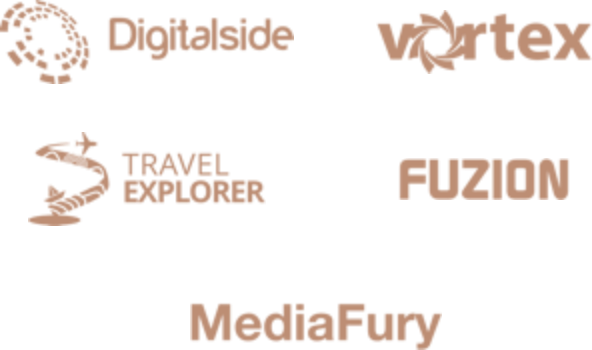 Digitalside
vortex
TRAVEL
EXPLORER
FUZION
MediaFury